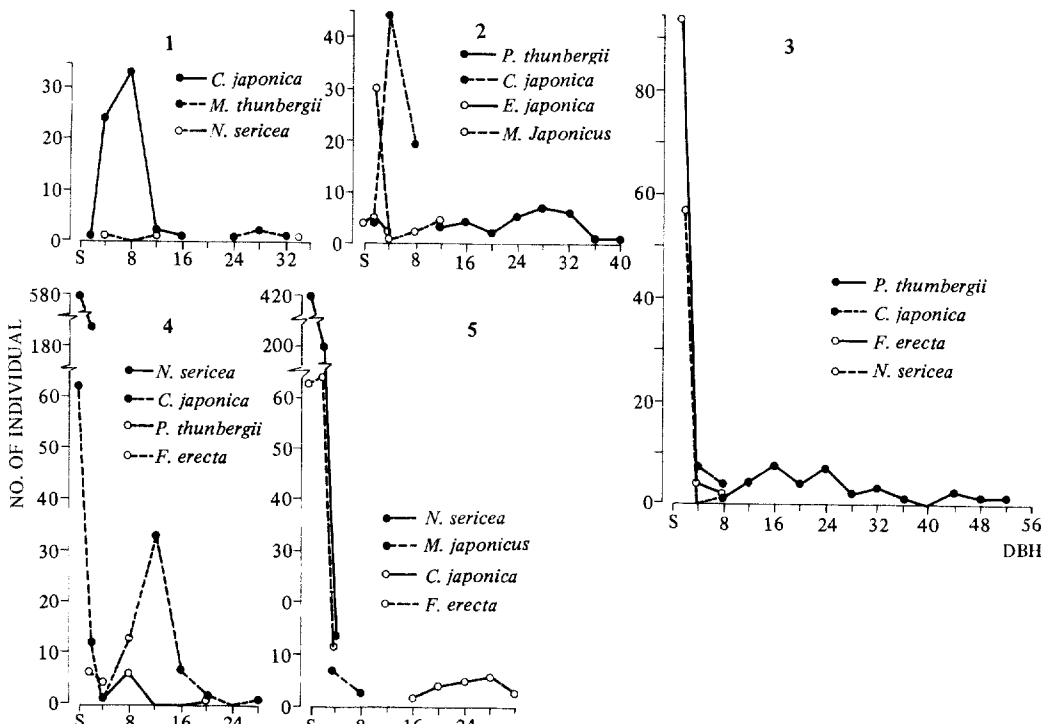 1
C. japonica
M. thunbergii
N. sericea
30
20
10
0
S 8 16 24 32
2
P. thunbergii
C. japonica
E. japonica
M. Japonicus
40
30
20
10
0
S 8 16 24 32 40
3
P. thumbergii
C. japonica
F. erecta
N. sericea
80
60
40
20
0
S 8 16 24 32 40 48 56
DBH
NO. OF INDIVIDUAL
4
N. sericea
C. japonica
P. thunbergii
F. erecta
580
180
60
50
40
30
20
10
0
S 8 16 24
5
N. sericea
M. japonicus
C. japonica
F. erecta
420
200
60
50
40
30
0
10
0
S 8 16 24